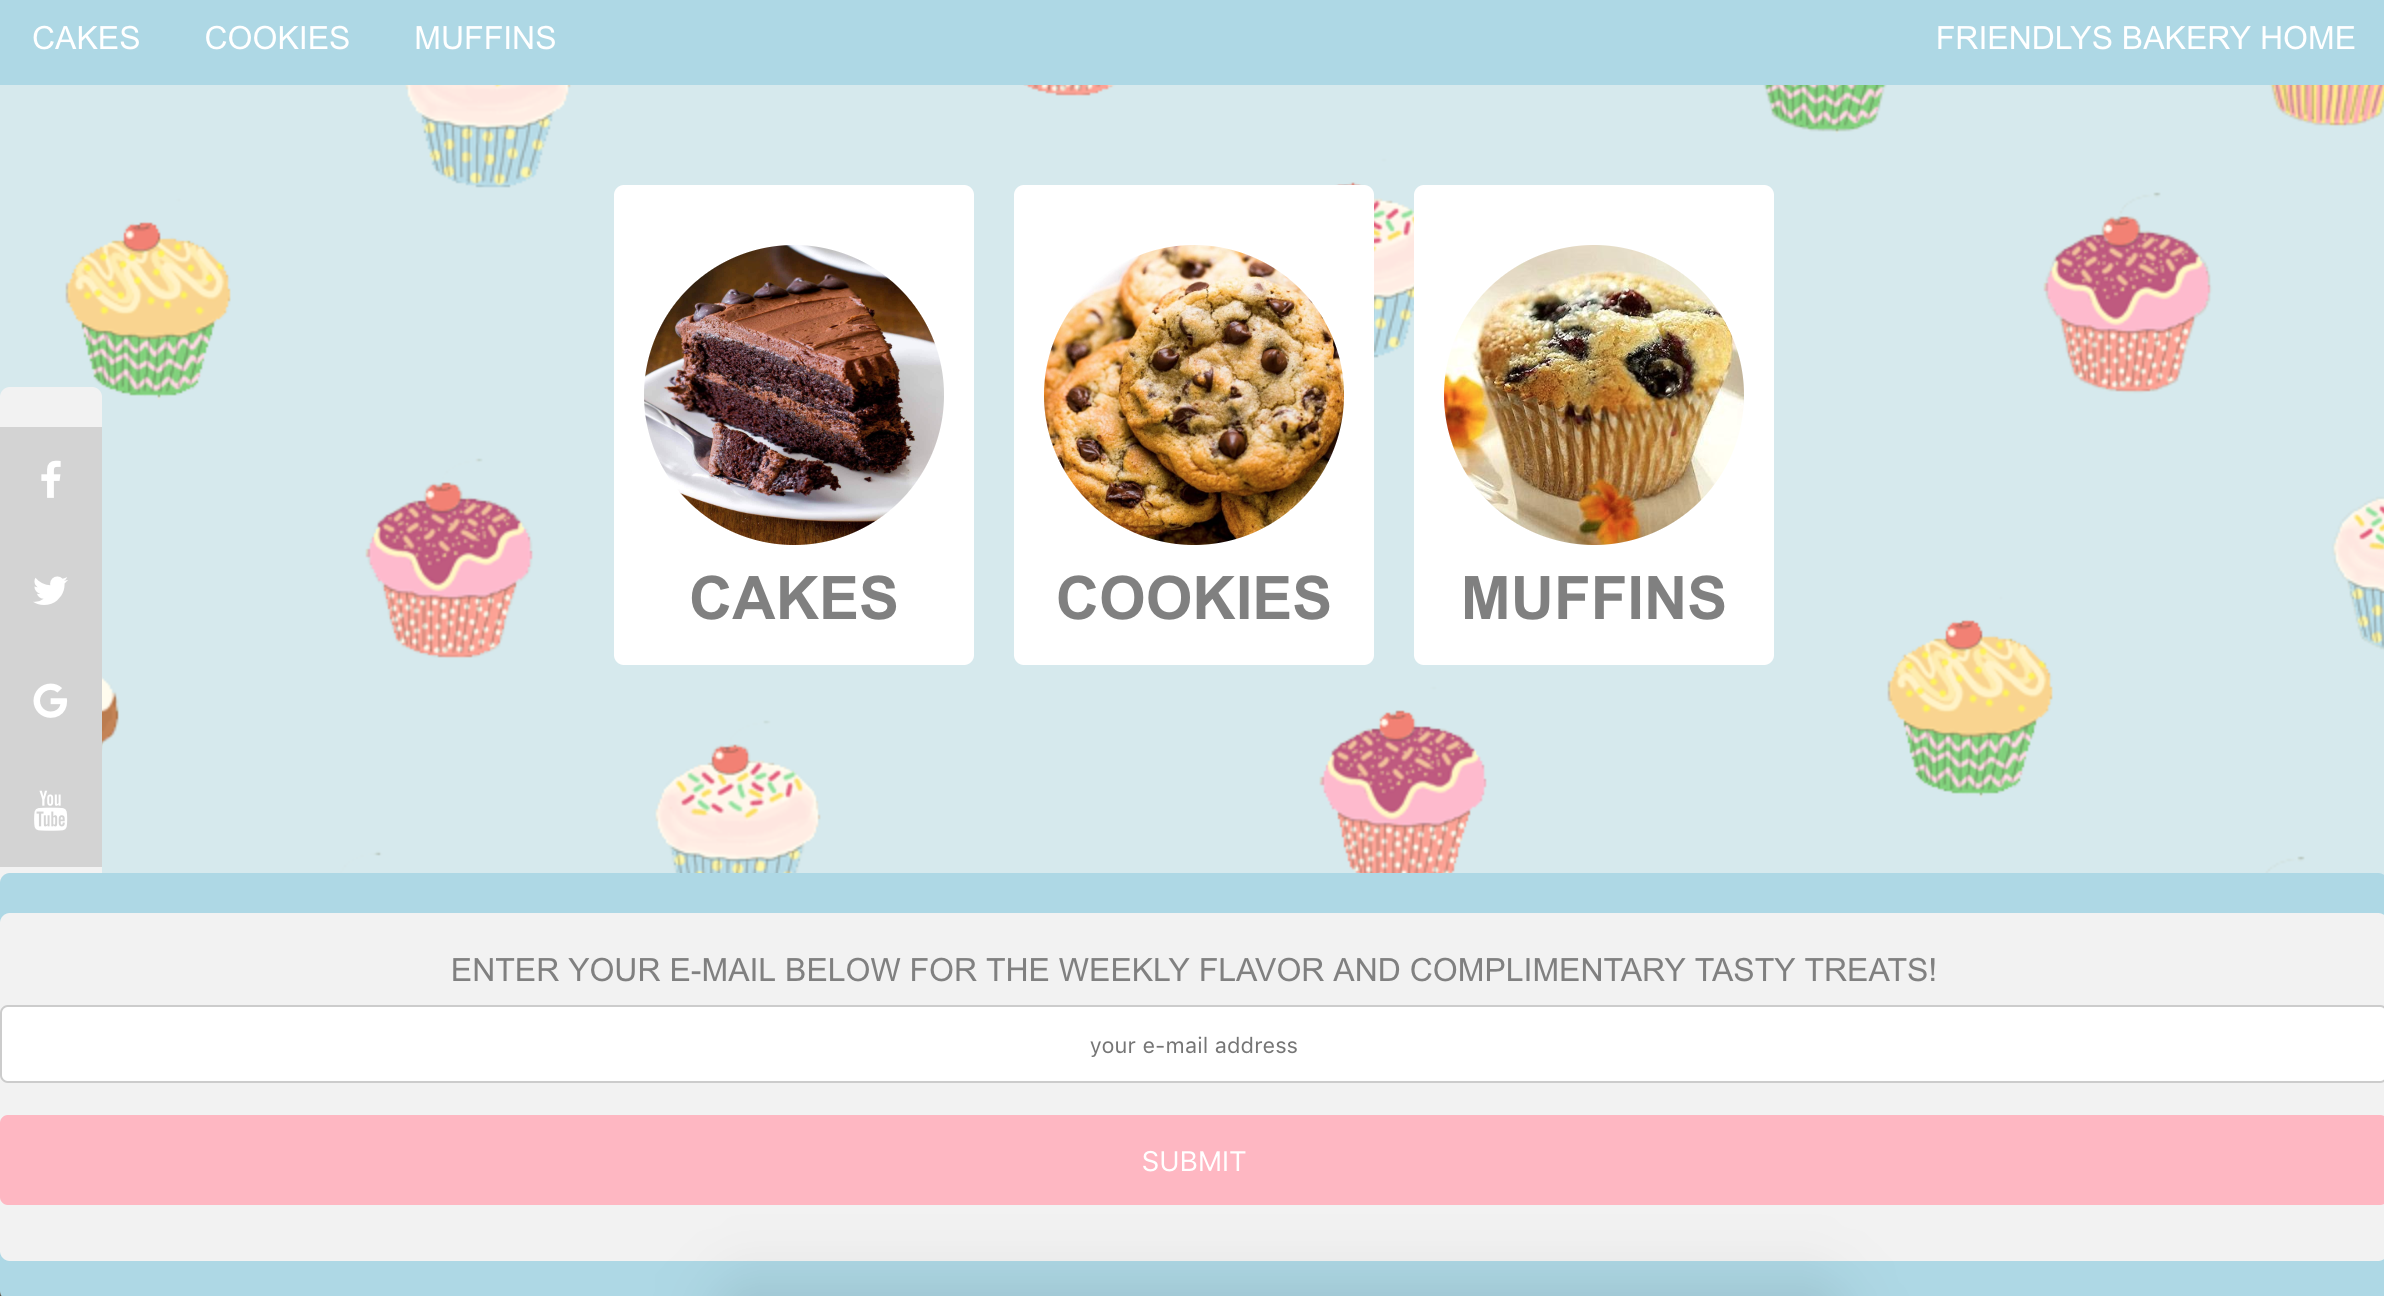 CAKES COOKIES MUFFINS FRIENDLYS BAKERY HOME
CAKES COOKIES MUFFINS
You
Tube
ENTER YOUR E-MAIL BELOW FOR THE WEEKLY FLAVOR AND COMPLIMENTARY TASTY TREATS!
your e-mail address
SUBMIT